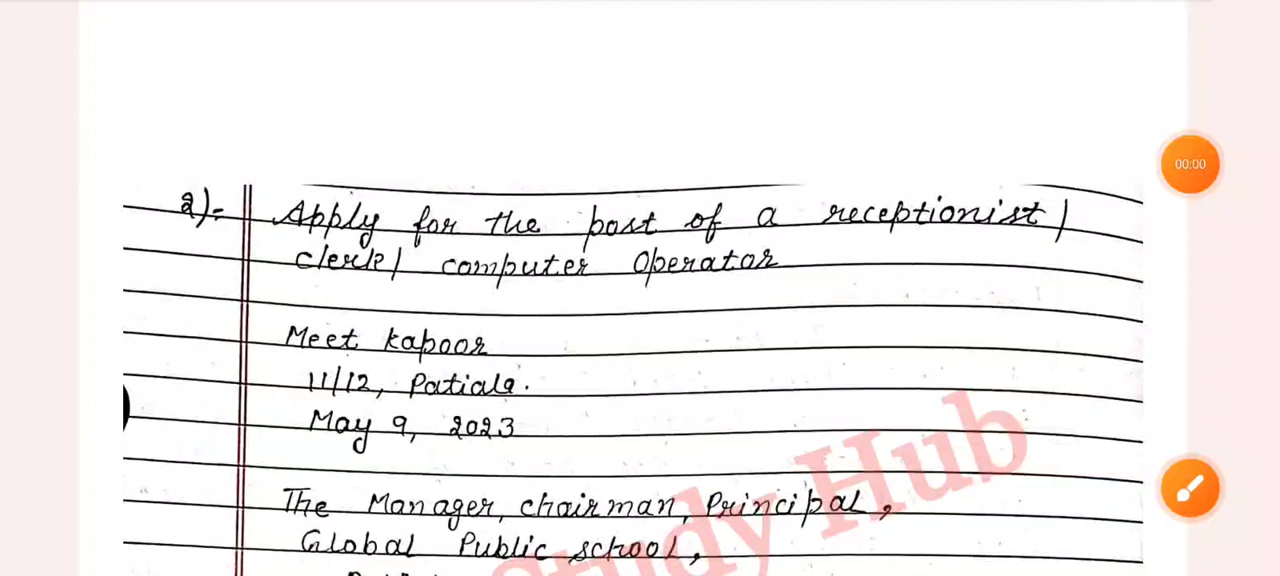 00:00
2):- Apply for the post of a receptionist/
clerk/ computer operator
Meet kapoor
11/12, Patiala.
May 9, 2023
The Manager, chairman, Principal,
Global Public school,
Study Hub